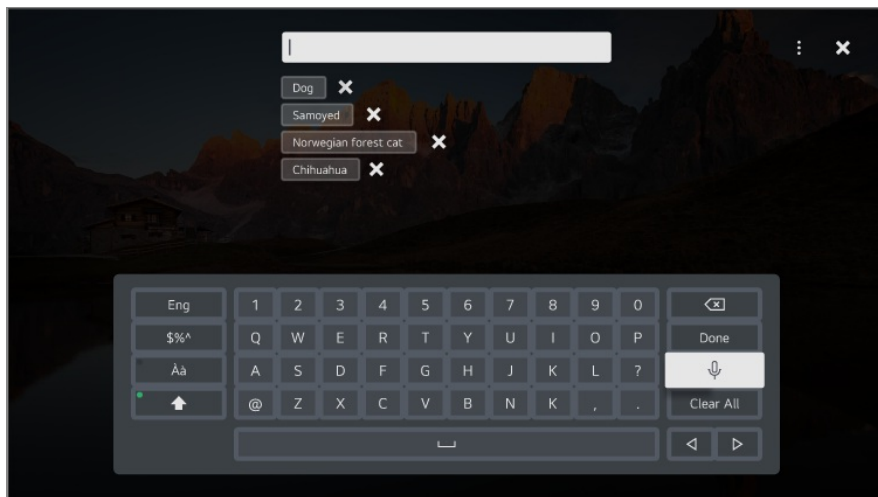 Dog
Samoyed
Norwegian forest cat
Chihuahua
Eng 1 2 3 4 5 6 7 8 9 0
$%^ Q W E R T Y U I O P Done
Àà A S D F G H J K L ?
@ Z X C V B N K , . Clear All